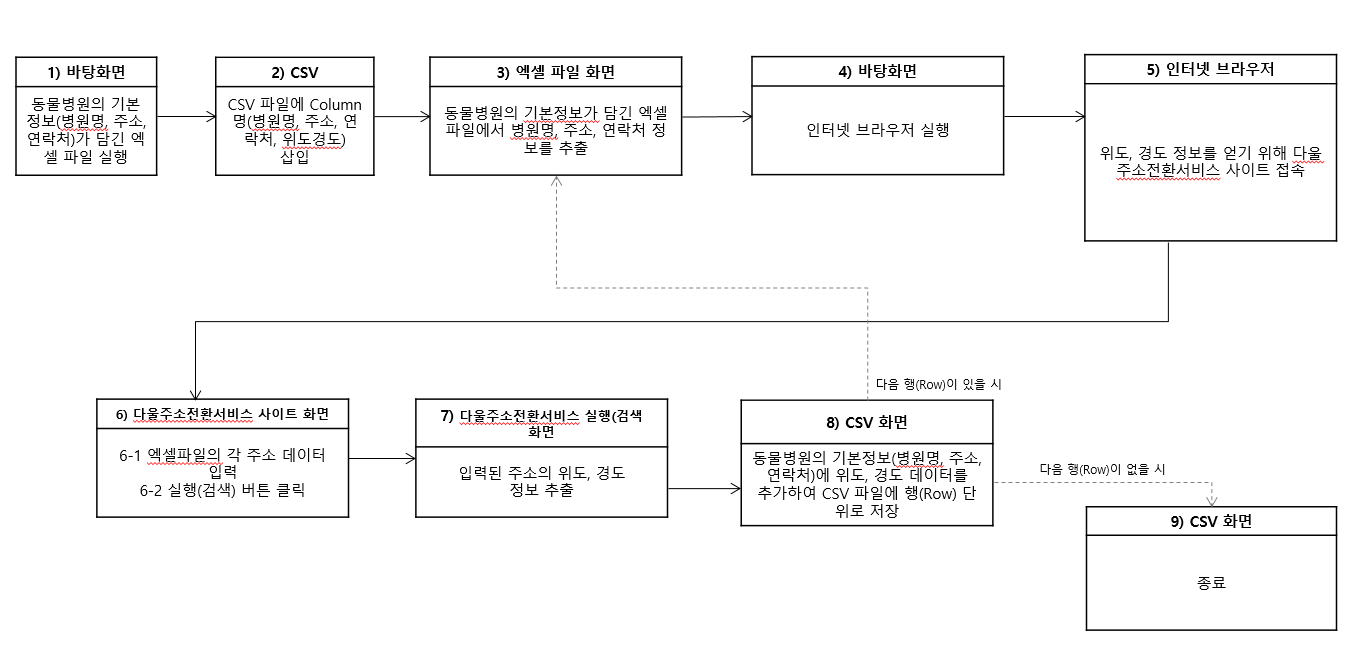 1) 바탕화면
동물병원의 기본
정보(병원명, 주소,
연락처)가 담긴 엑
셀 파일 실행
2) CSV
CSV 파일에 Column
명(병원명, 주소, 연
락처, 위도경도)
삽입
3) 엑셀 파일 화면
동물병원의 기본정보가 담긴 엑셀
파일에서 병원명, 주소, 연락처 정
보를 추출
4) 바탕화면
인터넷 브라우저 실행
5) 인터넷 브라우저
위도, 경도 정보를 얻기 위해 다울
주소전환서비스 사이트 접속
6) 다울주소전환서비스 사이트 화면
6-1 엑셀파일의 각 주소 데이터
입력
6-2 실행(검색) 버튼 클릭
7) 다울주소전환서비스 실행(검색
화면
입력된 주소의 위도, 경도
정보 추출
다음 행(Row)이 있을 시
8) CSV 화면
동물병원의 기본정보(병원명, 주소,
연락처)에 위도, 경도 데이터를
추가하여 CSV 파일에 행(Row) 단
위로 저장
다음 행(Row)이 없을 시
9) CSV 화면
종료